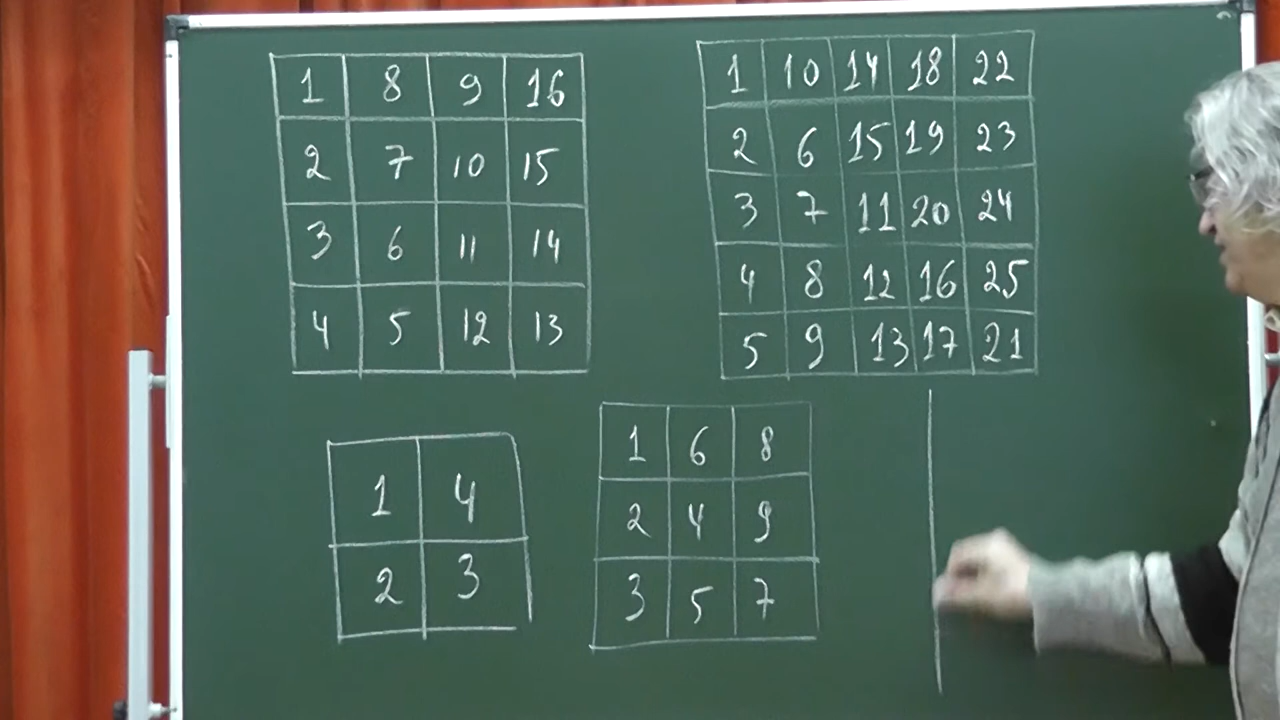 1 8 9 16
2 7 10 15
3 6 11 14
4 5 12 13
1 10 14 18 22
2 6 15 19 23
3 7 11 20 24
4 8 12 16 25
5 9 13 17 21
1 4
2 3
1 6 8
2 4 9
3 5 7